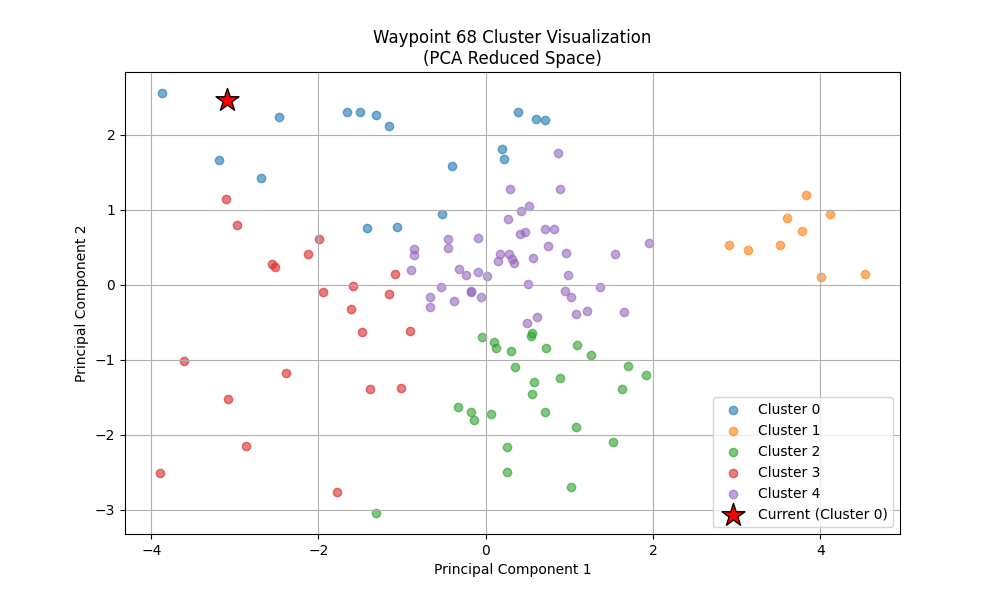 Waypoint 68 Cluster Visualization
(PCA Reduced Space)
Principal Component 2
2
1
0
−1
−2
−3
−4
−2
0
2
4
Principal Component 1
Cluster 0
Cluster 1
Cluster 2
Cluster 3
Cluster 4
Current (Cluster 0)